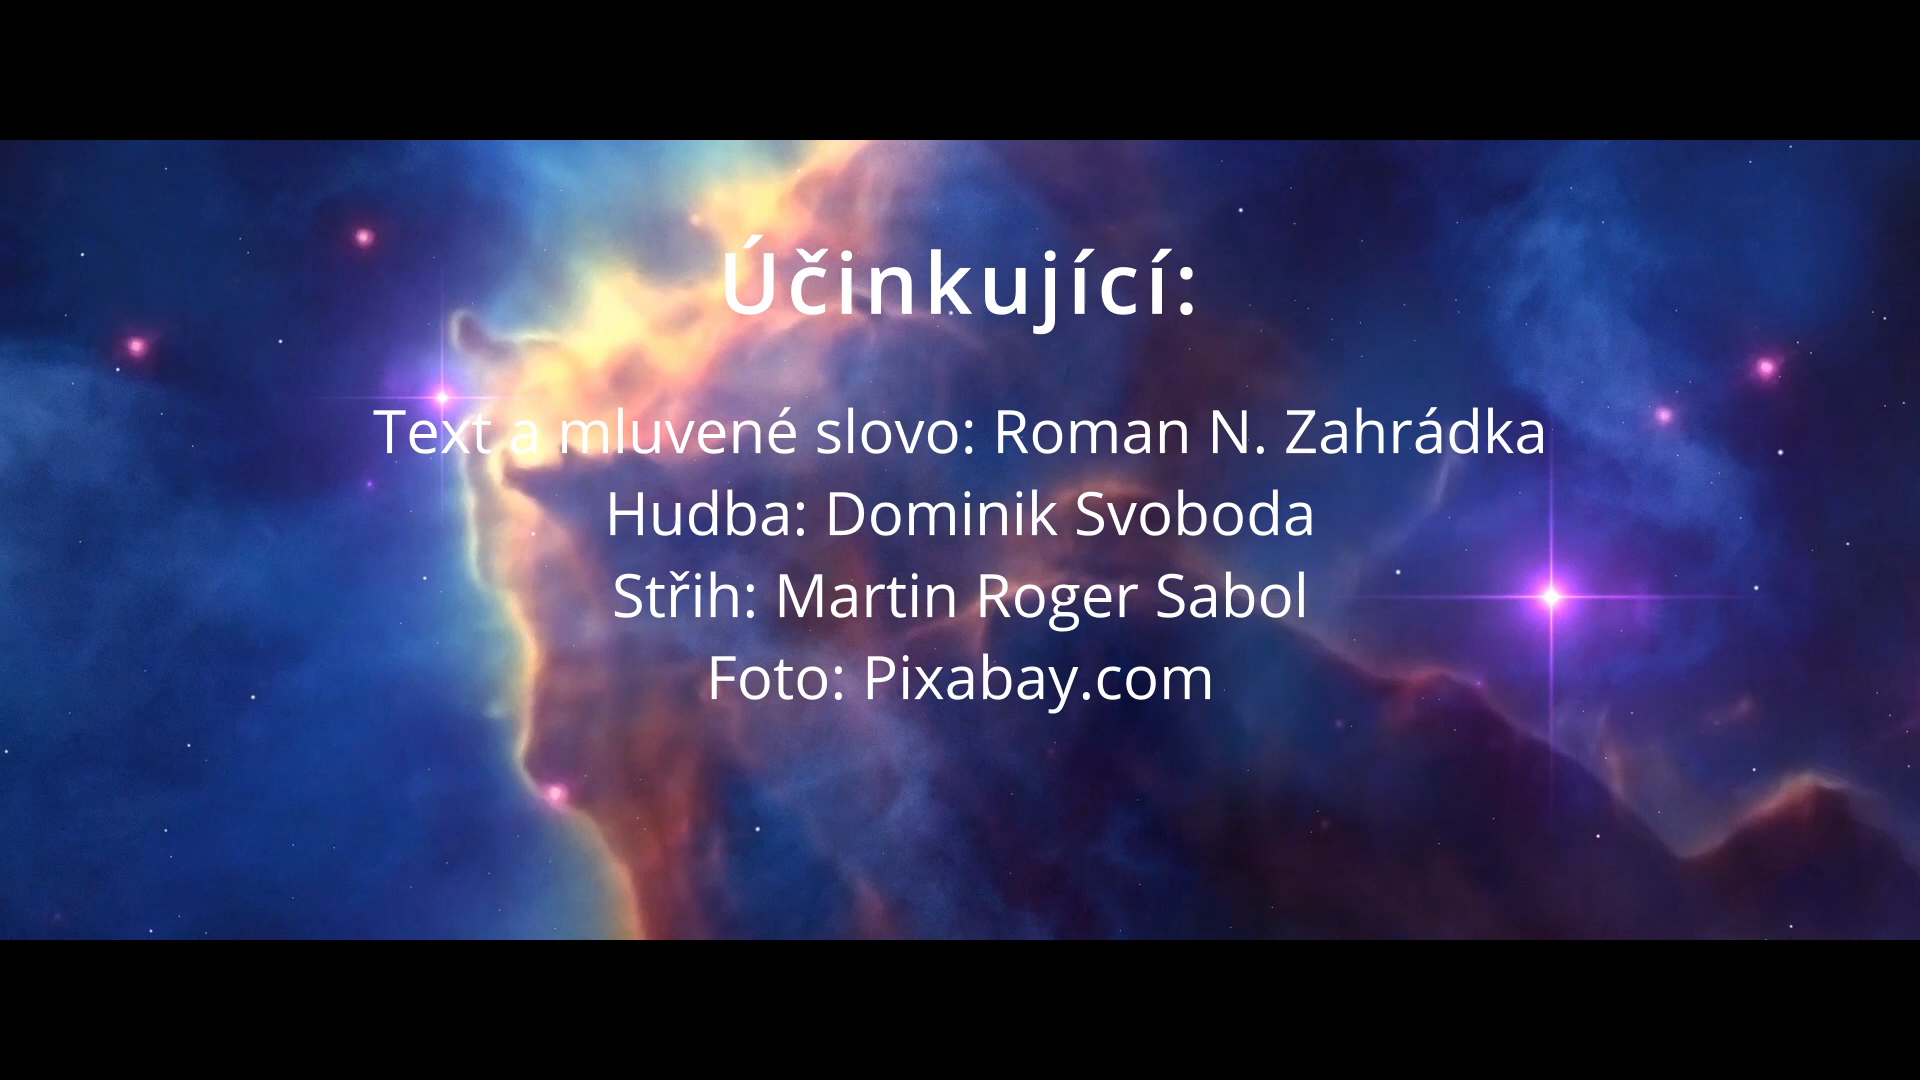 Účinkující:
Text a mluvené slovo: Roman N. Zahrádka
Hudba: Dominik Svoboda
Střih: Martin Roger Sabol
Foto: Pixabay.com